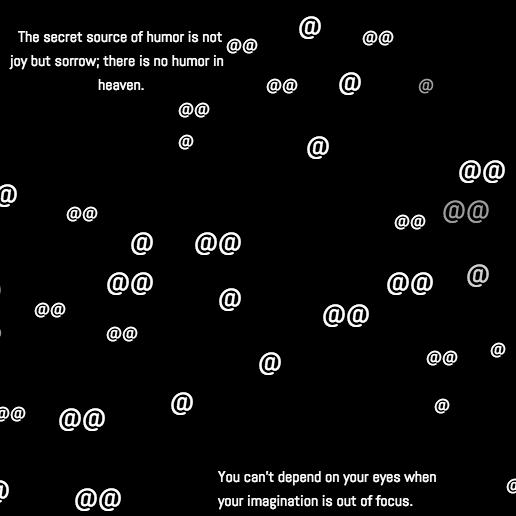 The secret source of humor is not
joy but sorrow; there is no humor in
heaven.
@@ @ @@
@@ @ @
@@
@ @
@@
@
@@ @@ @@
@ @@
@@ @@ @
@@ @ @@
@@
@@ @
@
@ @
@@ @@
You can't depend on your eyes when
@@ @
your imagination is out of focus.